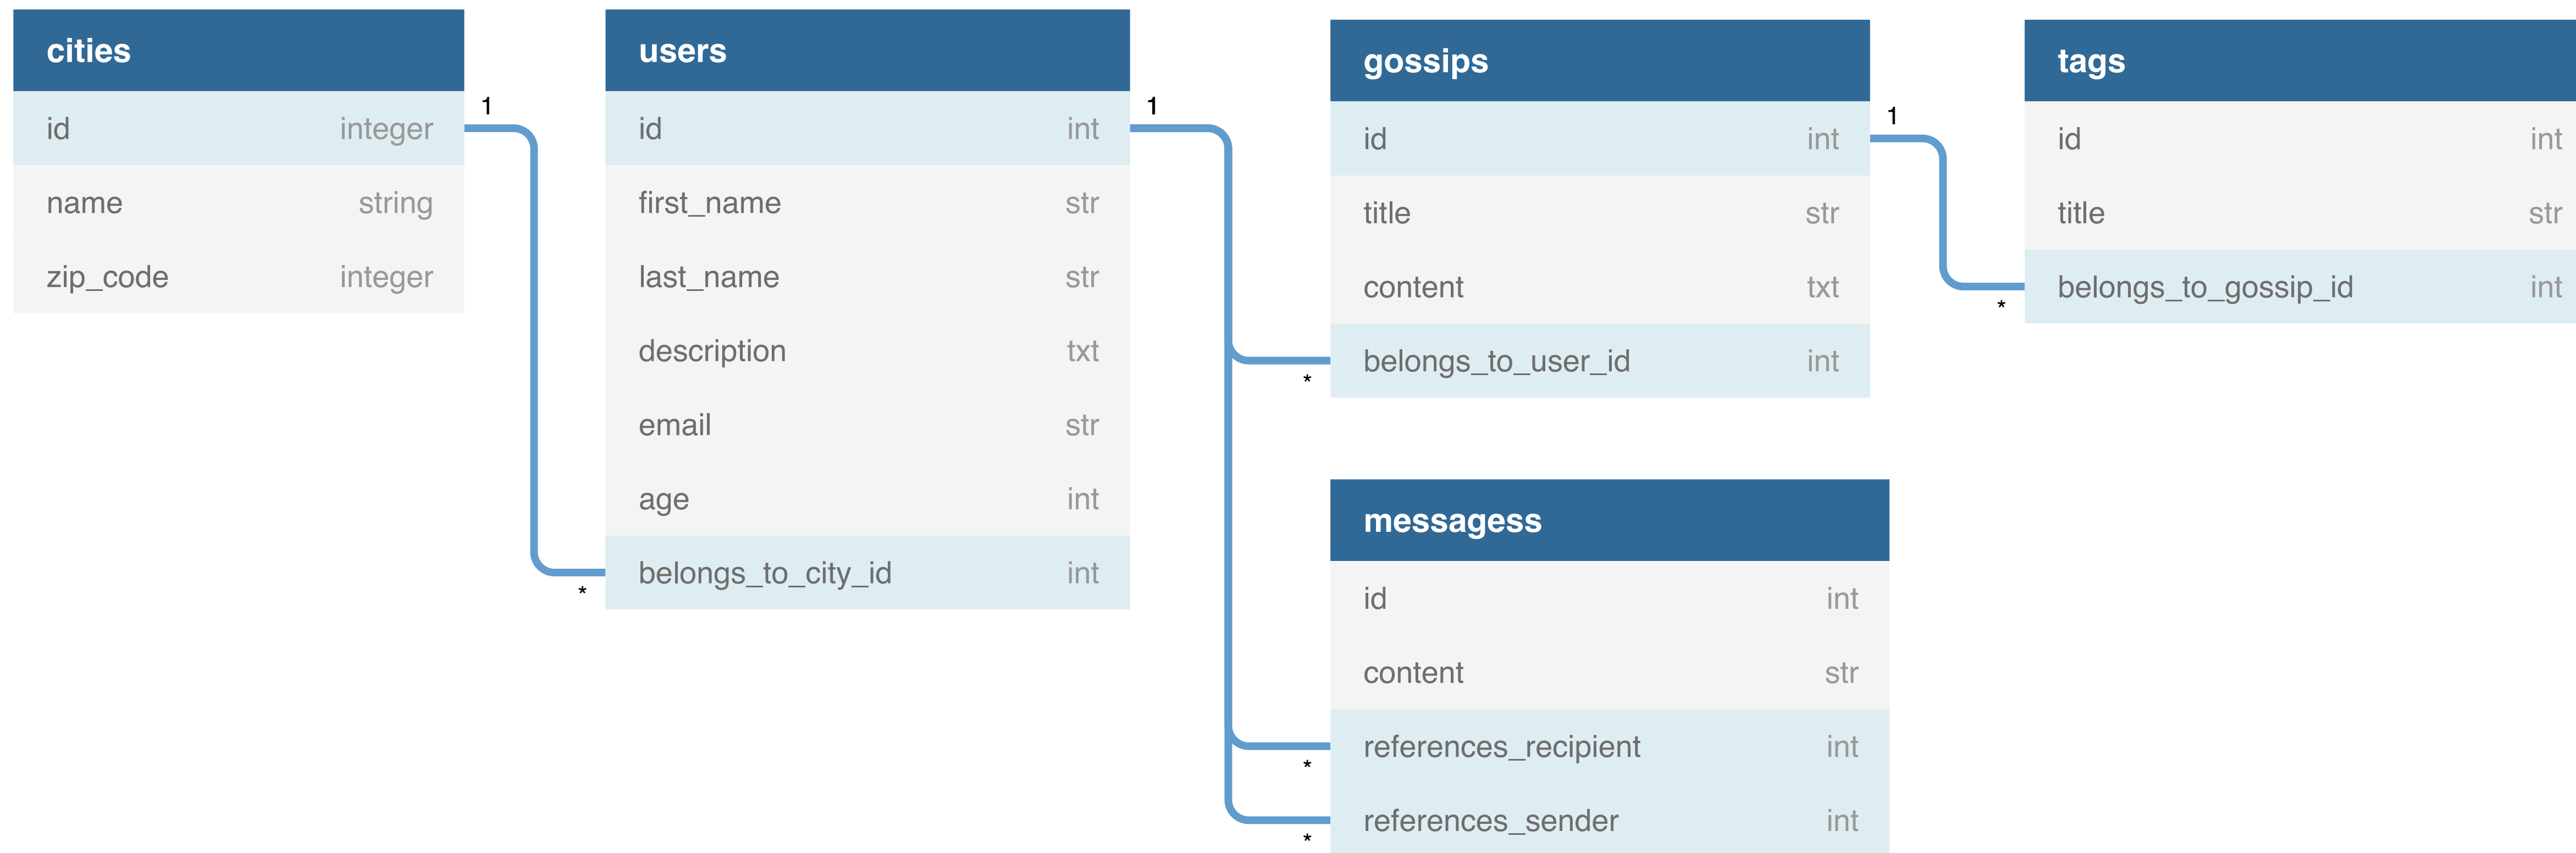 cities
id integer
name string
zip_code integer
1
*
users
id int
first_name str
last_name str
description txt
email str
age int
belongs_to_city_id int
1
*
*
*
gossips
id int
title str
content txt
belongs_to_user_id int
1
*
messagess
id int
content str
references_recipient int
references_sender int
tags
id int
title str
belongs_to_gossip_id int